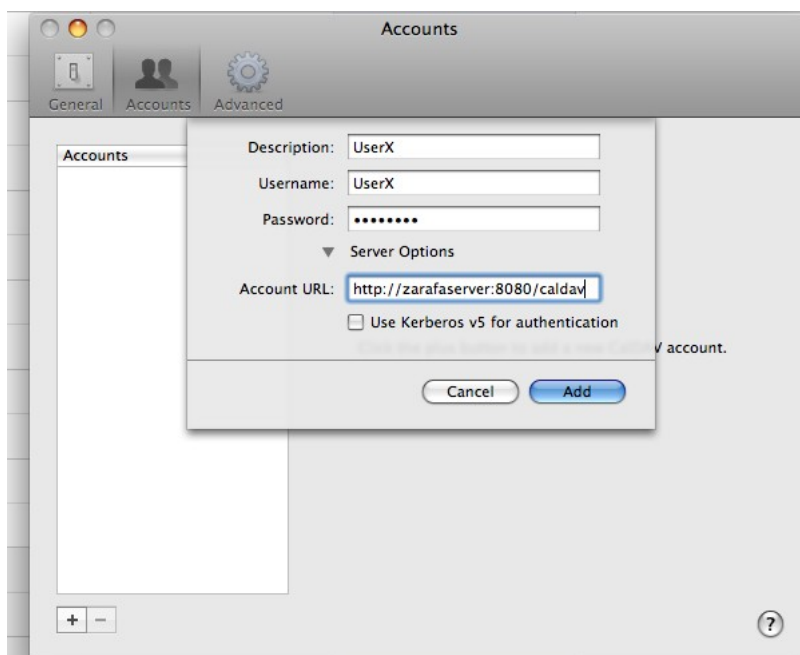 Accounts
General Accounts Advanced
Accounts
Description: UserX
Username: UserX
Password: ••••••••
Server Options
Account URL: http://zarafaserver:8080/caldav
Use Kerberos v5 for authentication
Click the plus button to add a new CalDAV account.
Cancel Add
+ −
?